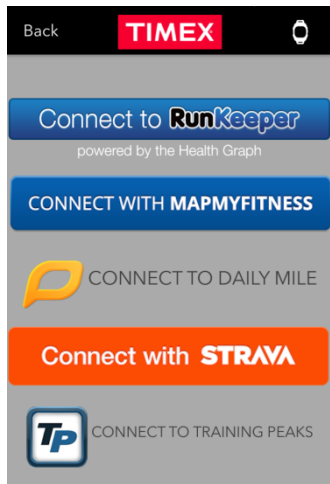 Back TIMEX
Connect to RunKeeper
powered by the Health Graph
CONNECT WITH MAPMYFITNESS
CONNECT TO DAILY MILE
Connect with STRAVA
TP CONNECT TO TRAINING PEAKS